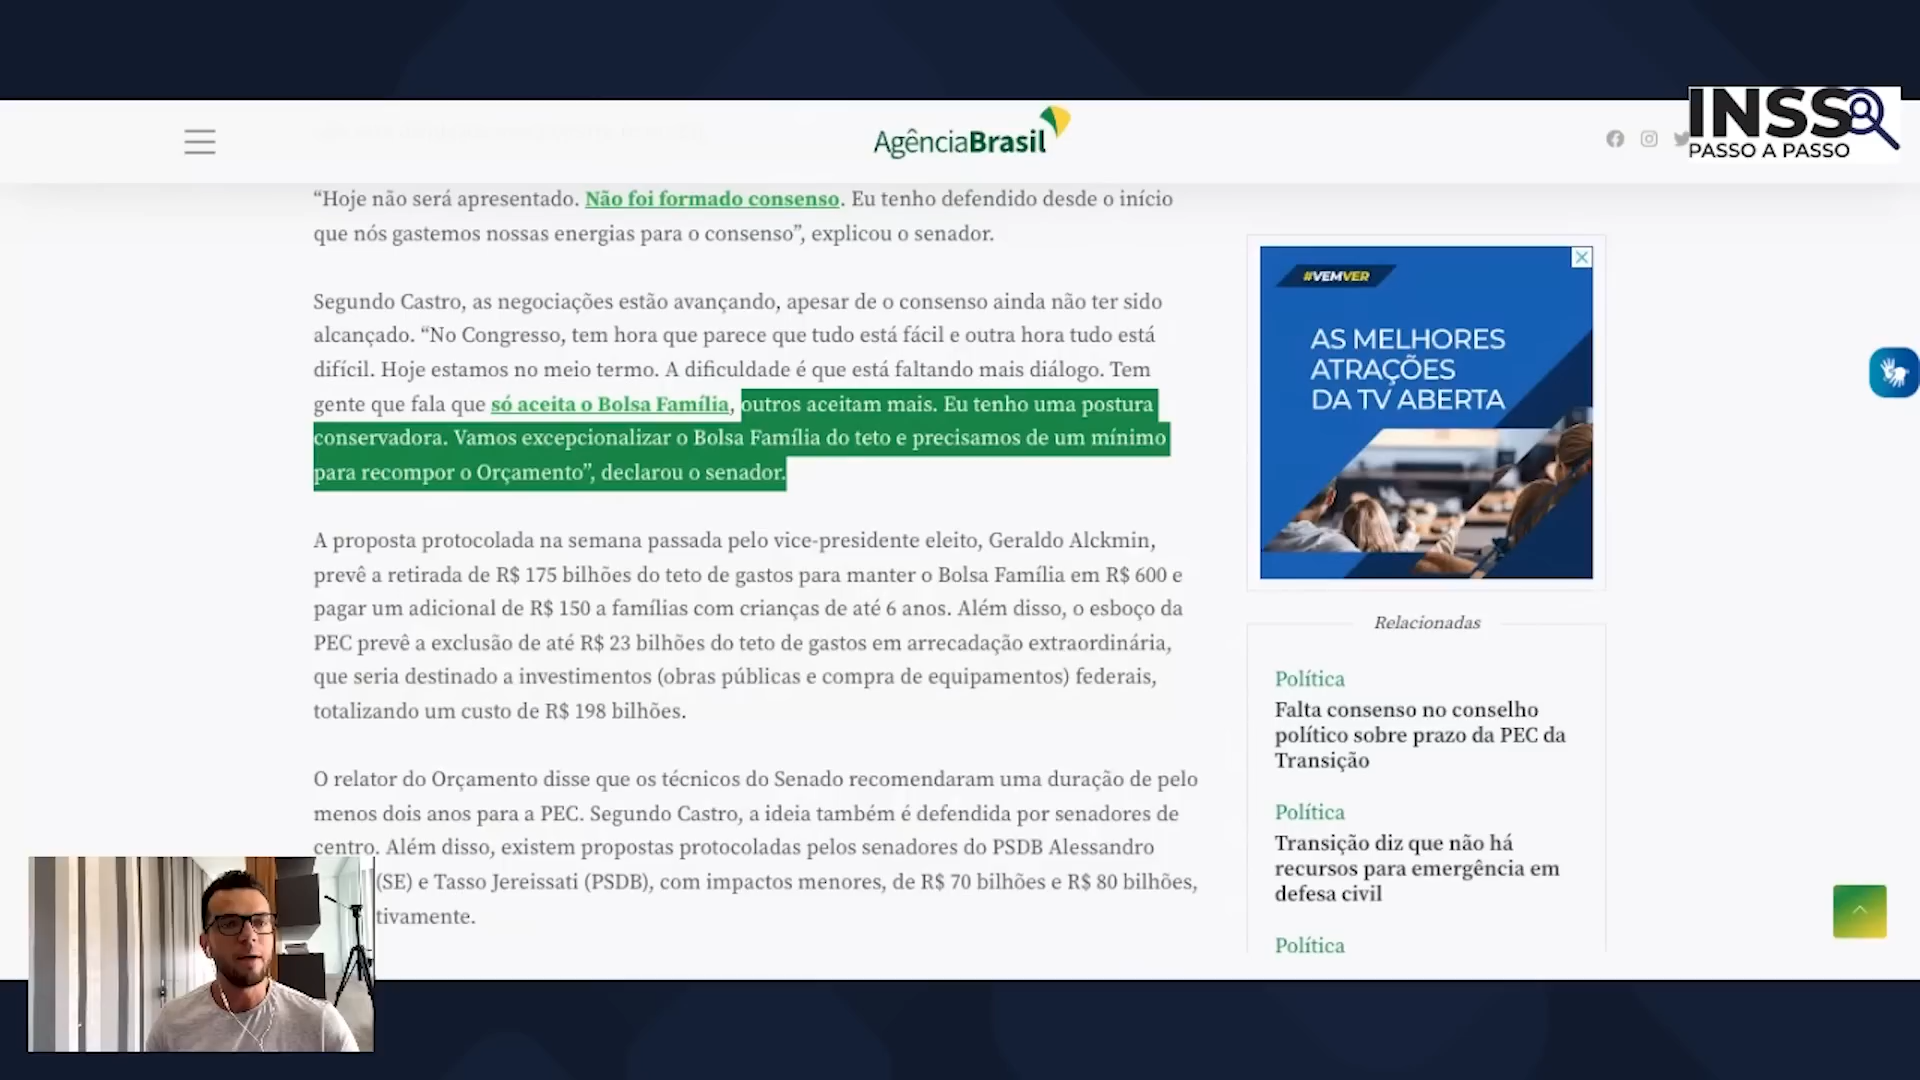 INSS
PASSO A PASSO
AgênciaBrasil
“Hoje não será apresentado. Não foi formado consenso. Eu tenho defendido desde o início
que nós gastemos nossas energias para o consenso”, explicou o senador.
Segundo Castro, as negociações estão avançando, apesar de o consenso ainda não ter sido
alcançado. “No Congresso, tem hora que parece que tudo está fácil e outra hora tudo está
difícil. Hoje estamos no meio termo. A dificuldade é que está faltando mais diálogo. Tem
gente que fala que só aceita o Bolsa Família, outros aceitam mais. Eu tenho uma postura
conservadora. Vamos excepcionalizar o Bolsa Família do teto e precisamos de um mínimo
para recompor o Orçamento”, declarou o senador.
A proposta protocolada na semana passada pelo vice-presidente eleito, Geraldo Alckmin,
prevê a retirada de R$ 175 bilhões do teto de gastos para manter o Bolsa Família em R$ 600 e
pagar um adicional de R$ 150 a famílias com crianças de até 6 anos. Além disso, o esboço da
PEC prevê a exclusão de até R$ 23 bilhões do teto de gastos em arrecadação extraordinária,
que seria destinado a investimentos (obras públicas e compra de equipamentos) federais,
totalizando um custo de R$ 198 bilhões.
O relator do Orçamento disse que os técnicos do Senado recomendaram uma duração de pelo
menos dois anos para a PEC. Segundo Castro, a ideia também é defendida por senadores de
centro. Além disso, existem propostas protocoladas pelos senadores do PSDB Alessandro
(SE) e Tasso Jereissati (PSDB), com impactos menores, de R$ 70 bilhões e R$ 80 bilhões,
tivamente.
#VEMVER
AS MELHORES
ATRAÇÕES
DA TV ABERTA
Relacionadas
Política
Falta consenso no conselho
político sobre prazo da PEC da
Transição
Política
Transição diz que não há
recursos para emergência em
defesa civil
Política